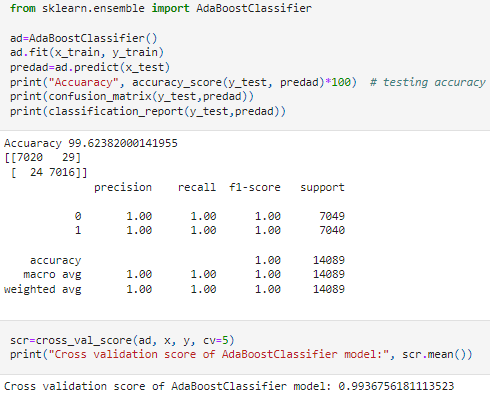 from sklearn.ensemble import AdaBoostClassifier
ad=AdaBoostClassifier()
ad.fit(x_train, y_train)
predad=ad.predict(x_test)
print("Accuaracy", accuracy_score(y_test, predad)*100)  # testing accuracy
print(confusion_matrix(y_test,predad))
print(classification_report(y_test,predad))
Accuaracy 99.62382000141955
[[7020   29]
 [  24 7016]]
              precision    recall  f1-score   support
           0       1.00      1.00      1.00      7049
           1       1.00      1.00      1.00      7040
    accuracy                           1.00     14089
   macro avg       1.00      1.00      1.00     14089
weighted avg       1.00      1.00      1.00     14089
scr=cross_val_score(ad, x, y, cv=5)
print("Cross validation score of AdaBoostClassifier model:", scr.mean())
Cross validation score of AdaBoostClassifier model: 0.9936756181113523